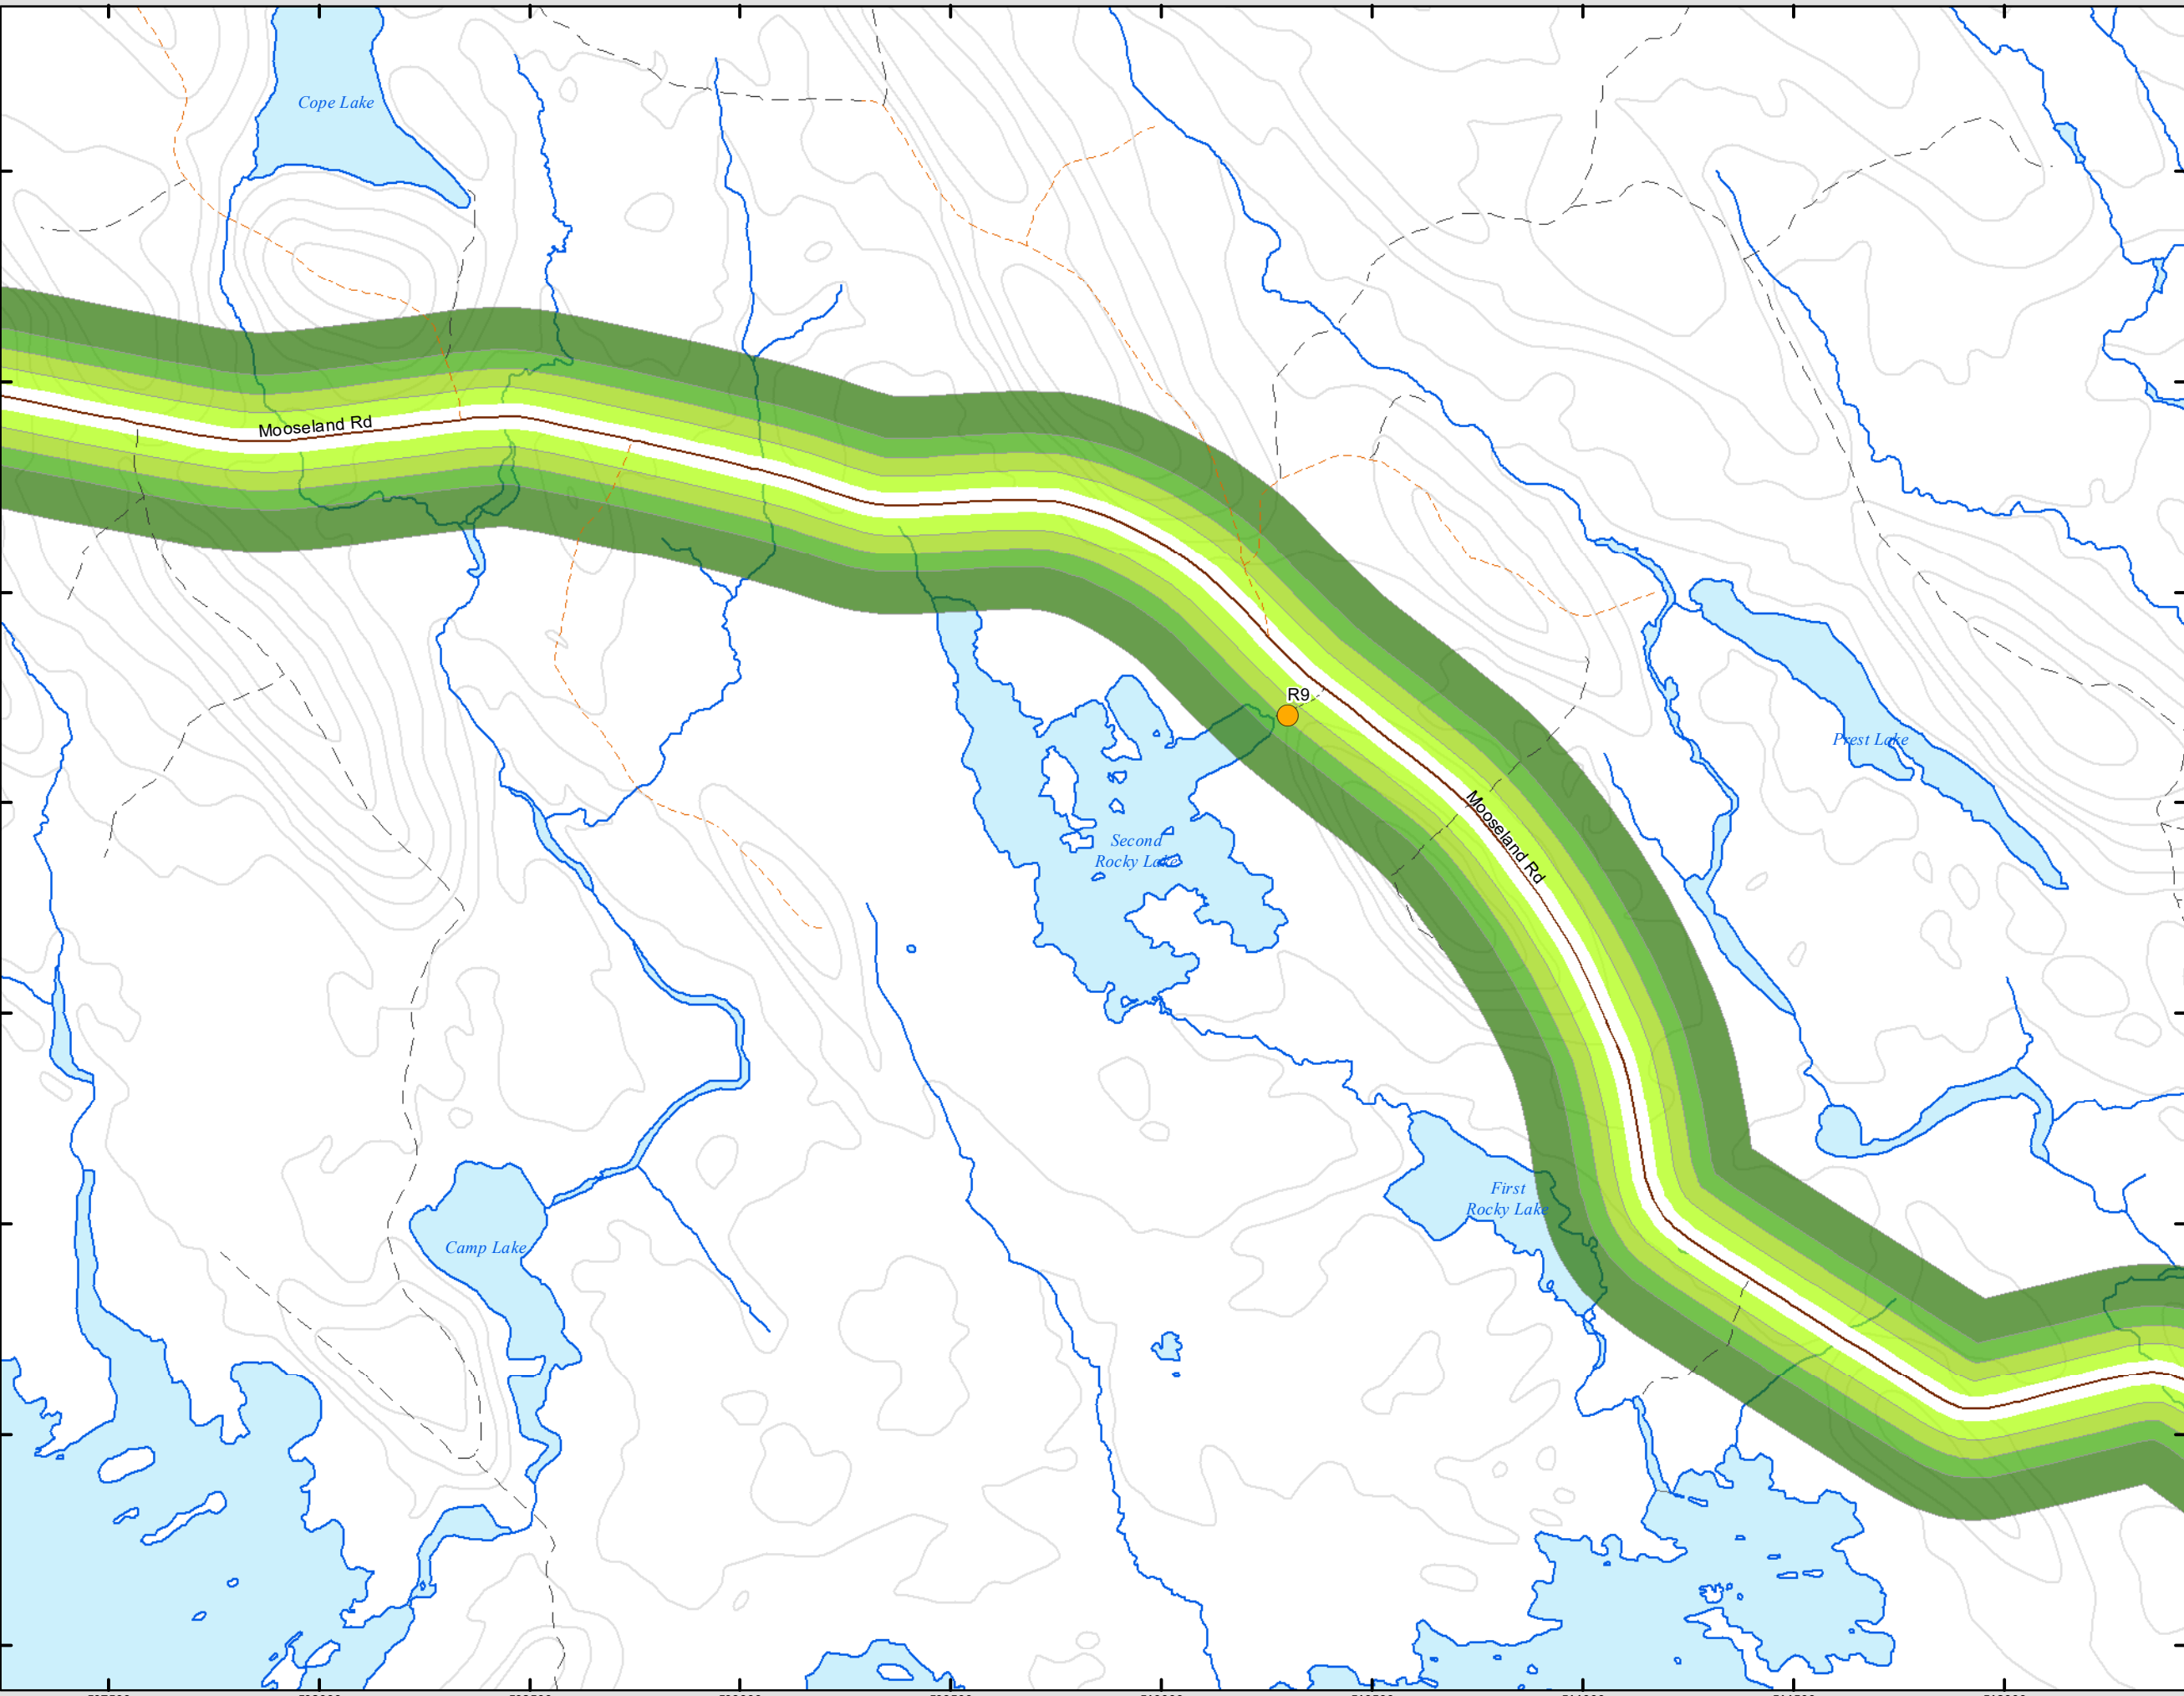 Cope Lake
Mooseland Rd
R9
Prest Lake
Mooseland Rd
Second
Rocky Lake
First
Rocky Lake
Camp Lake